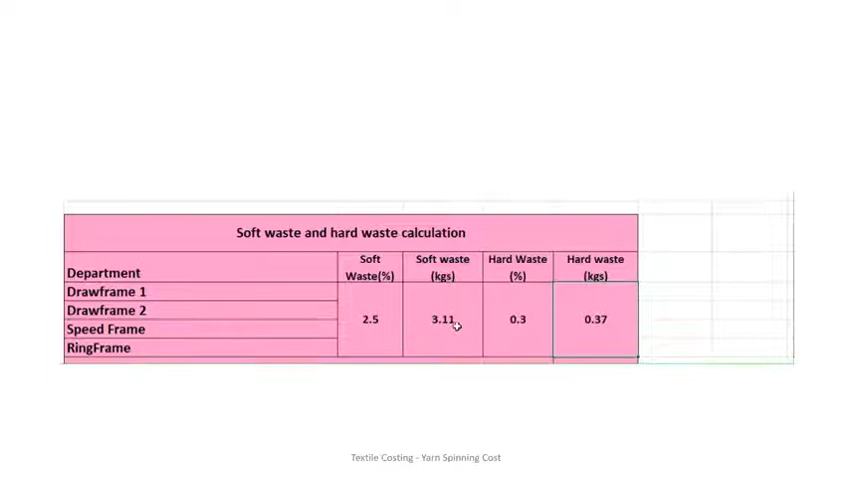 Soft waste and hard waste calculation
Department Soft Waste(%) Soft waste (kgs) Hard Waste (%) Hard waste (kgs)
Drawframe 1
Drawframe 2
Speed Frame
RingFrame
2.5 3.11 0.3 0.37
Textile Costing - Yarn Spinning Cost